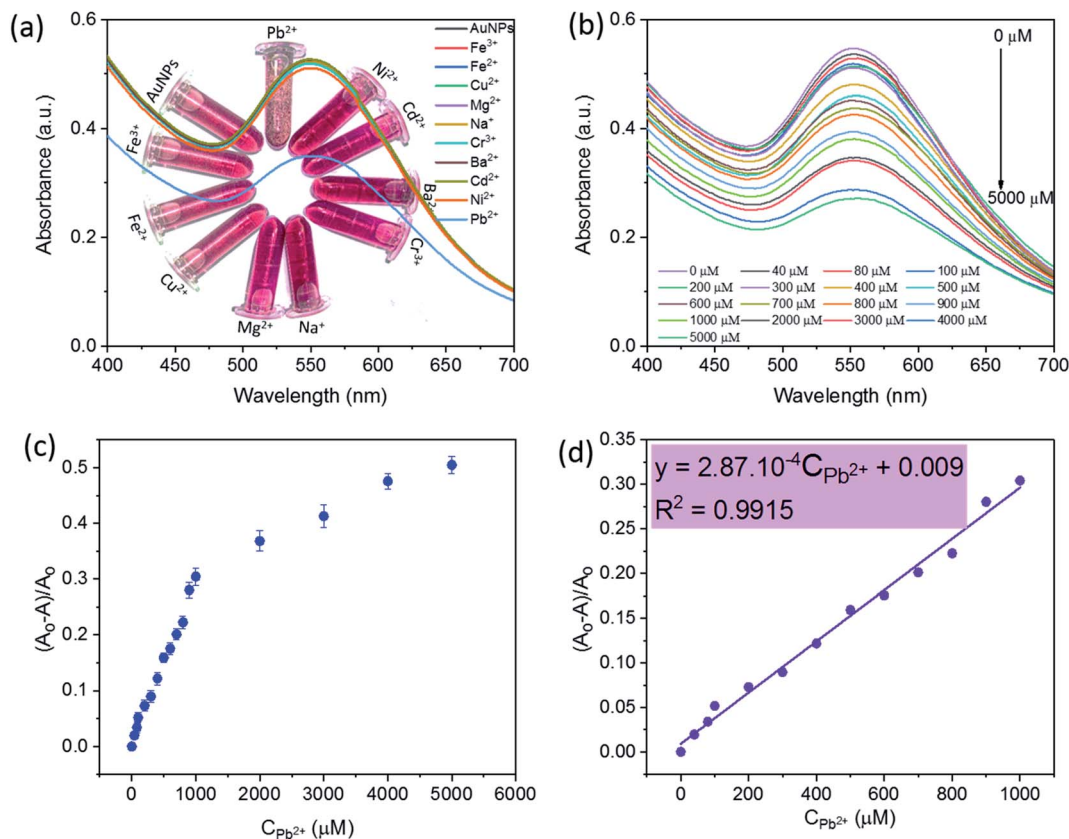 (a)
Absorbance (a.u.)
0.8
0.6
0.4
0.2
0.0
400 450 500 550 600 650 700
Wavelength (nm)
Pb²⁺
Ni²⁺
Cd²⁺
Ba²⁺
Cr³⁺
Na⁺
Mg²⁺
Cu²⁺
Fe²⁺
Fe³⁺
AuNPs
AuNPs
Fe³⁺
Fe²⁺
Cu²⁺
Mg²⁺
Na⁺
Cr³⁺
Ba²⁺
Cd²⁺
Ni²⁺
Pb²⁺
(b)
Absorbance (a.u.)
0.6
0.4
0.2
0.0
400 450 500 550 600 650 700
Wavelength (nm)
0 μM
5000 μM
0 μM 40 μM 80 μM 100 μM
200 μM 300 μM 400 μM 500 μM
600 μM 700 μM 800 μM 900 μM
1000 μM 2000 μM 3000 μM 4000 μM
5000 μM
(c)
(A₀-A)/A₀
0.5
0.4
0.3
0.2
0.1
0.0
0 1000 2000 3000 4000 5000 6000
C_Pb²⁺ (μM)
(d)
(A₀-A)/A₀
0.35
0.30
0.25
0.20
0.15
0.10
0.05
0.00
0 200 400 600 800 1000
C_Pb²⁺ (μM)
y = 2.87.10⁻⁴C_Pb²⁺ + 0.009
R² = 0.9915